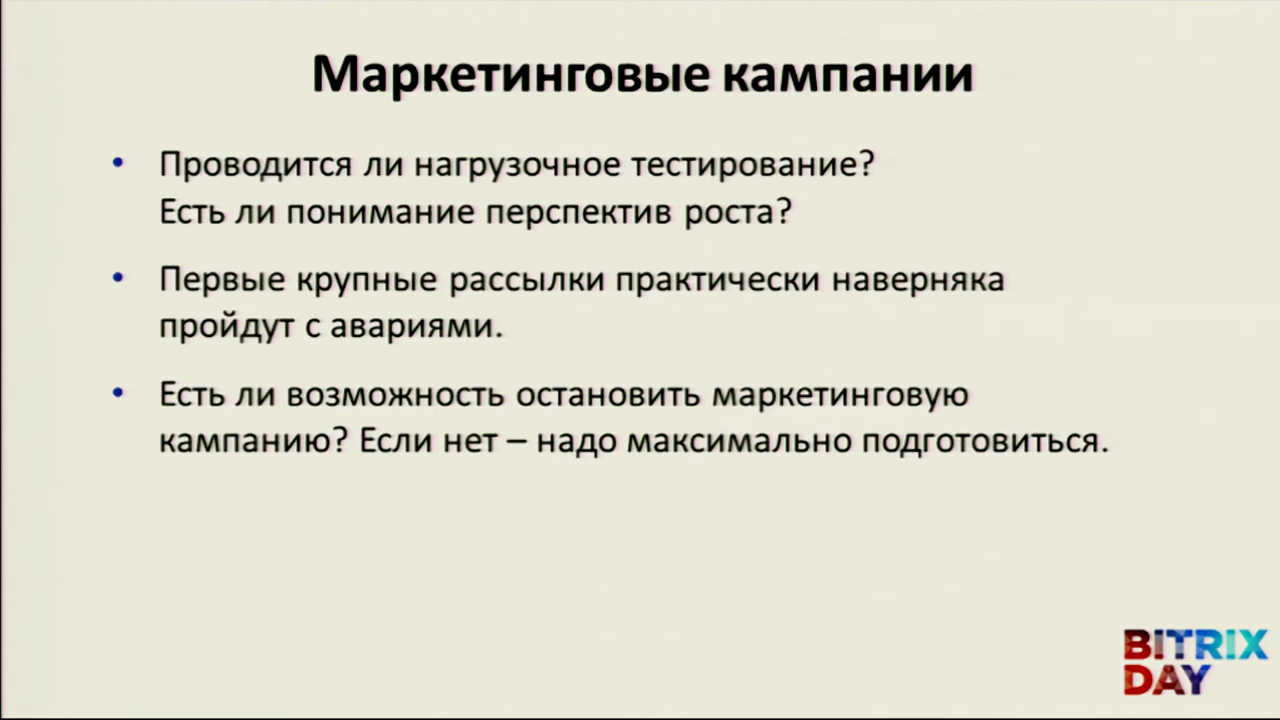 Маркетинговые кампании
• Проводится ли нагрузочное тестирование?
Есть ли понимание перспектив роста?
• Первые крупные рассылки практически наверняка
пройдут с авариями.
• Есть ли возможность остановить маркетинговую
кампанию? Если нет – надо максимально подготовиться.
BITRIX
DAY